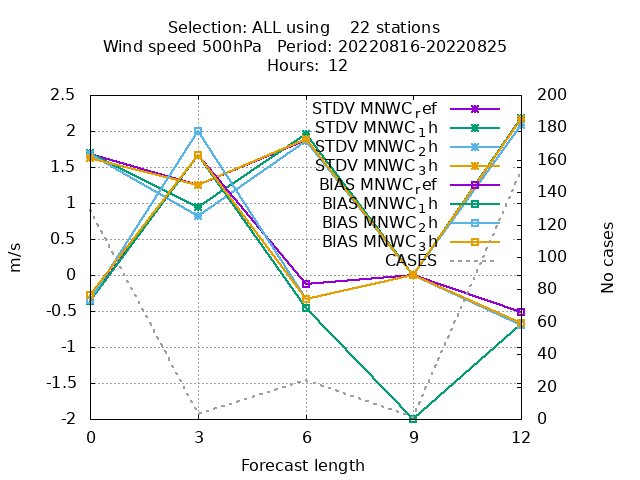 Selection: ALL using    22 stations
Wind speed 500hPa   Period: 20220816-20220825
Hours:  12
STDV MNWC_ref
STDV MNWC_1h
STDV MNWC_2h
STDV MNWC_3h
BIAS MNWC_ref
BIAS MNWC_1h
BIAS MNWC_2h
BIAS MNWC_3h
CASES
m/s
2.5
2
1.5
1
0.5
0
-0.5
-1
-1.5
-2
200
180
160
140
120
100
80
60
40
20
0
No cases
0 3 6 9 12
Forecast length